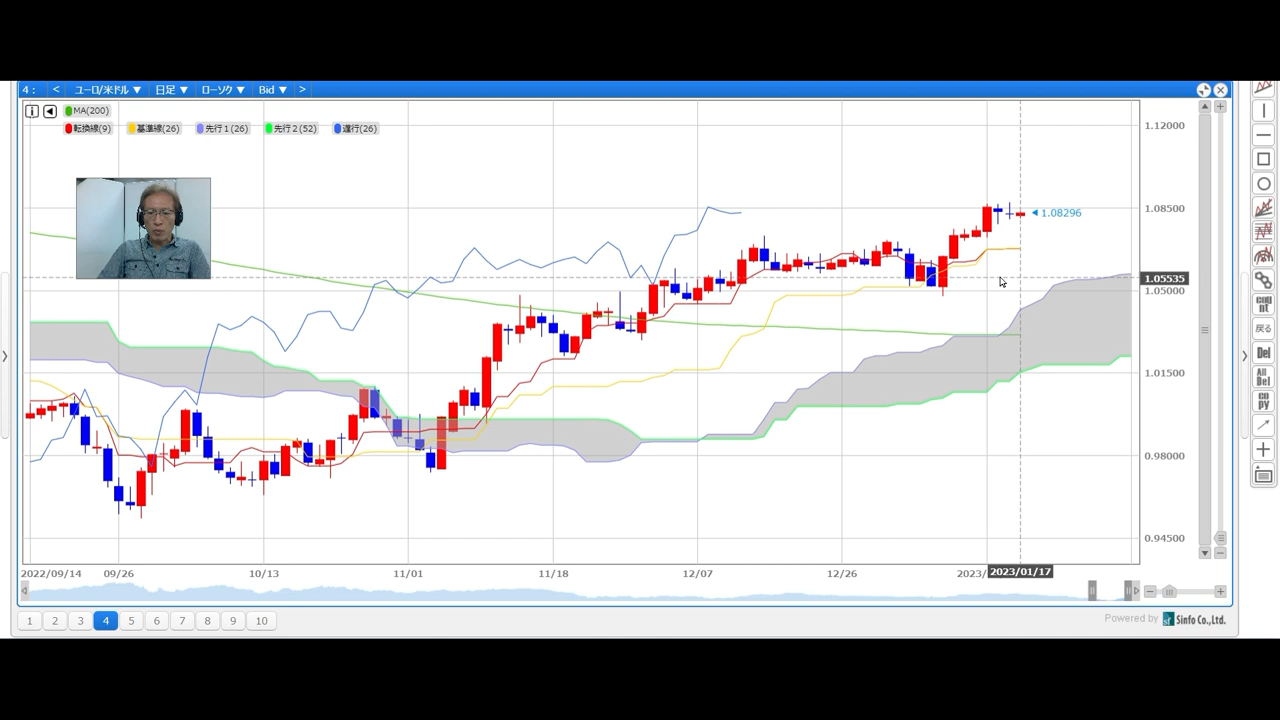 4 : < ユーロ/米ドル ▼ 日足 ▼ ローソク ▼ Bid ▼ >
i ◀ MA(200)
転換線(9) 基準線(26) 先行1(26) 先行2(52) 遅行(26)
1.12000
1.08500
1.08296
1.05535
1.05000
1.01500
0.98000
0.94500
2022/09/14 09/26 10/13 11/01 11/18 12/07 12/26 2023/ 2023/01/17
1 2 3 4 5 6 7 8 9 10
Powered by Sinfo Co.,Ltd.
戻る
Del
All
Del
co
py